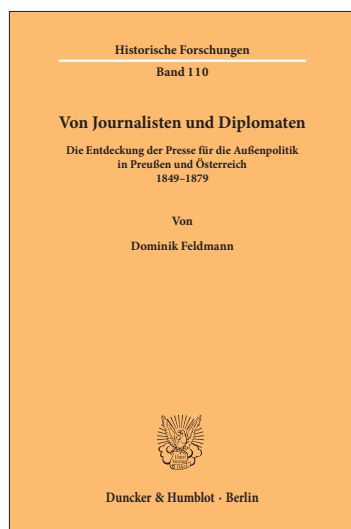 Historische Forschungen
Band 110
Von Journalisten und Diplomaten
Die Entdeckung der Presse für die Außenpolitik
in Preußen und Österreich
1849–1879
Von
Dominik Feldmann
Duncker & Humblot · Berlin